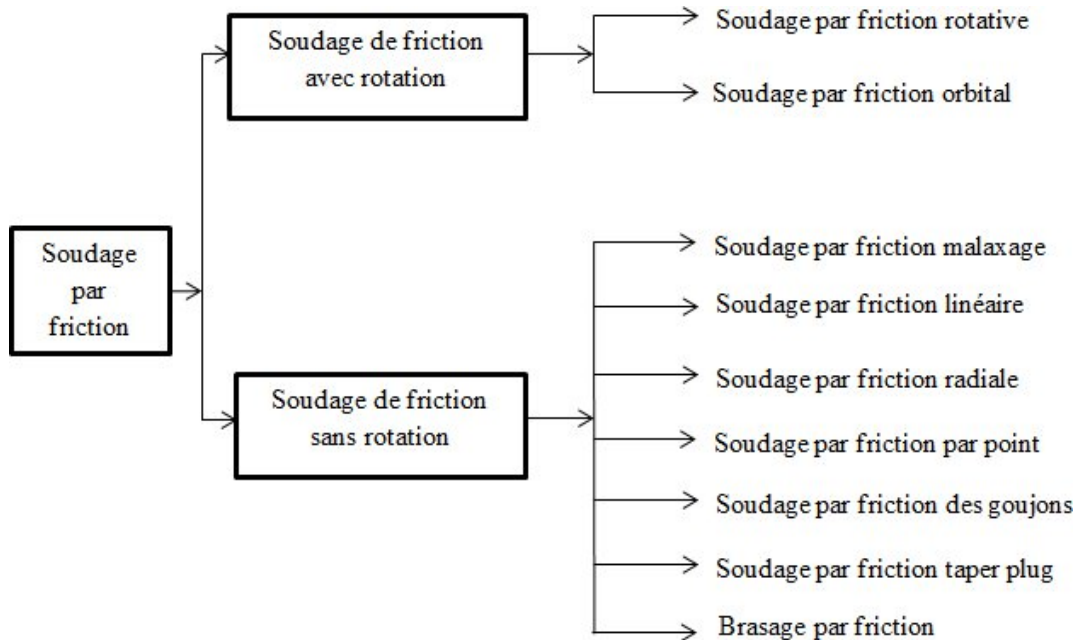 Soudage
par
friction
Soudage de friction
avec rotation
Soudage par friction rotative
Soudage par friction orbital
Soudage de friction
sans rotation
Soudage par friction malaxage
Soudage par friction linéaire
Soudage par friction radiale
Soudage par friction par point
Soudage par friction des goujons
Soudage par friction taper plug
Brasage par friction